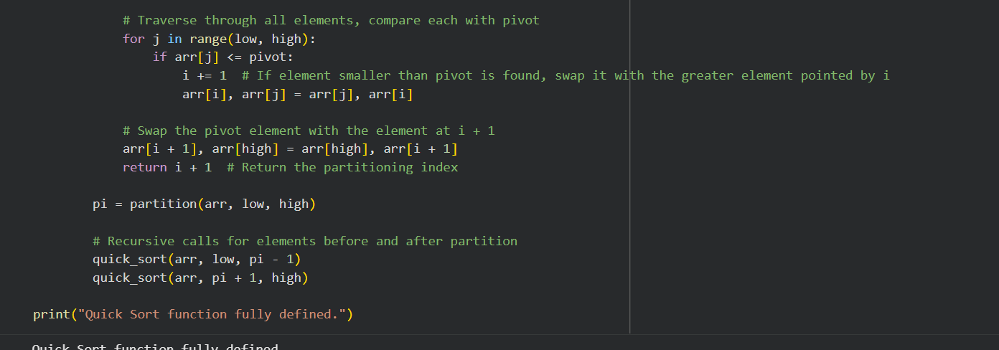 # Traverse through all elements, compare each with pivot
for j in range(low, high):
if arr[j] <= pivot:
i += 1  # If element smaller than pivot is found, swap it with the greater element pointed by i
arr[i], arr[j] = arr[j], arr[i]
# Swap the pivot element with the element at i + 1
arr[i + 1], arr[high] = arr[high], arr[i + 1]
return i + 1  # Return the partitioning index
pi = partition(arr, low, high)
# Recursive calls for elements before and after partition
quick_sort(arr, low, pi - 1)
quick_sort(arr, pi + 1, high)
print("Quick Sort function fully defined.")
Quick Sort function fully defined.